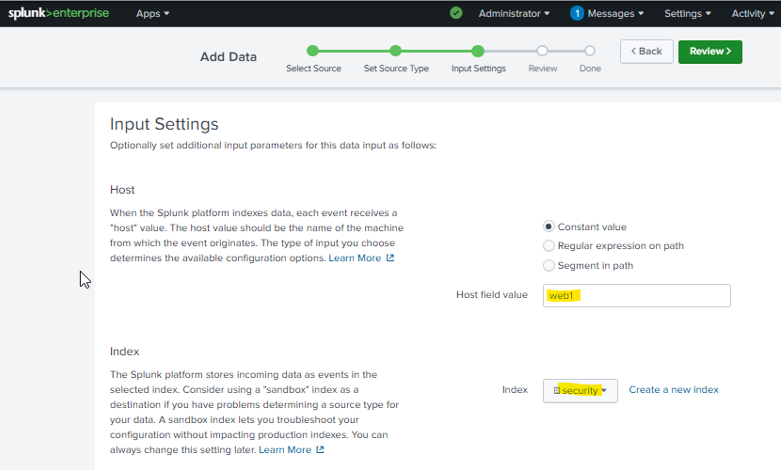 splunk>enterprise Apps Administrator 1 Messages Settings Activity
Add Data
Select Source Set Source Type Input Settings Review Done
< Back Review >
Input Settings
Optionally set additional input parameters for this data input as follows:
Host
When the Splunk platform indexes data, each event receives a
"host" value. The host value should be the name of the machine
from which the event originates. The type of input you choose
determines the available configuration options. Learn More
Constant value
Regular expression on path
Segment in path
Host field value web1
Index
The Splunk platform stores incoming data as events in the
selected index. Consider using a "sandbox" index as a
destination if you have problems determining a source type for
your data. A sandbox index lets you troubleshoot your
configuration without impacting production indexes. You can
always change this setting later. Learn More
Index security Create a new index